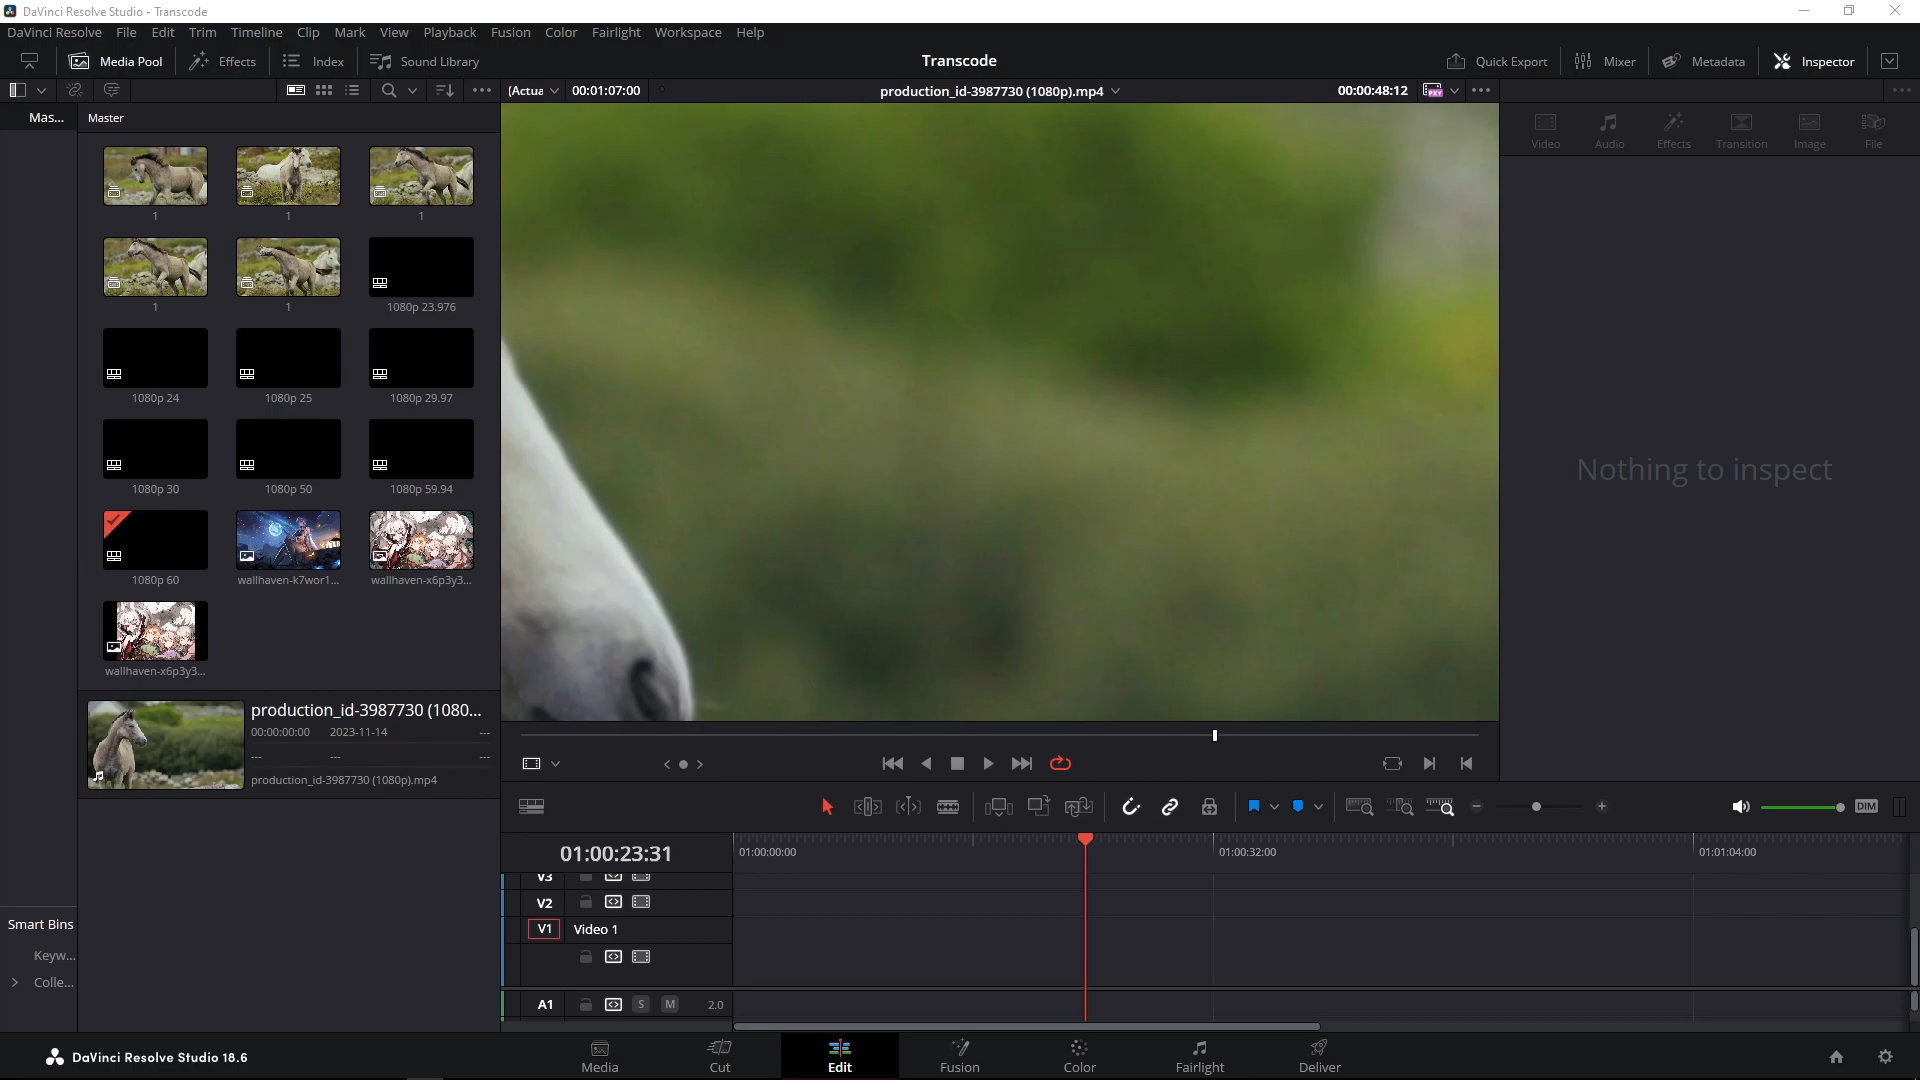 DaVinci Resolve Studio - Transcode
DaVinci Resolve File Edit Trim Timeline Clip Mark View Playback Fusion Color Fairlight Workspace Help
Media Pool Effects Index Sound Library Transcode Quick Export Mixer Metadata Inspector
(Actua 00:01:07:00 production_id-3987730 (1080p).mp4 00:00:48:12
PXY
Mas... Master
Video Audio Effects Transition Image File
1 1 1
1 1 1080p 23.976
1080p 24 1080p 25 1080p 29.97
Nothing to inspect
1080p 30 1080p 50 1080p 59.94
1080p 60 wallhaven-k7wor1... wallhaven-x6p3y3...
wallhaven-x6p3y3...
production_id-3987730 (1080...
00:00:00:00 2023-11-14 ---
--- --- ---
production_id-3987730 (1080p).mp4
DIM
01:00:23:31 01:00:00:00 01:00:32:00 01:01:04:00
V3
V2
V1 Video 1
A1 S M 2.0
Smart Bins
Keyw...
Colle...
DaVinci Resolve Studio 18.6
Media Cut Edit Fusion Color Fairlight Deliver